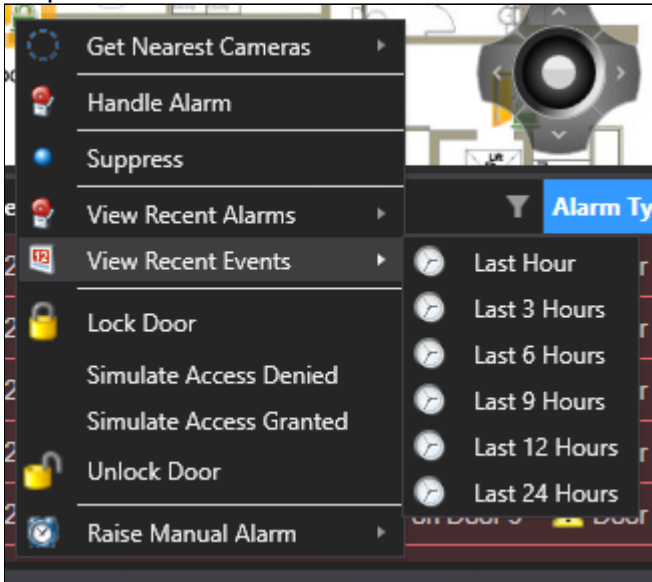 Get Nearest Cameras
Handle Alarm
Suppress
View Recent Alarms
Alarm Ty
View Recent Events
Last Hour
Last 3 Hours
Last 6 Hours
Last 9 Hours
Last 12 Hours
Last 24 Hours
Lock Door
Simulate Access Denied
Simulate Access Granted
Unlock Door
Raise Manual Alarm
Lift
12